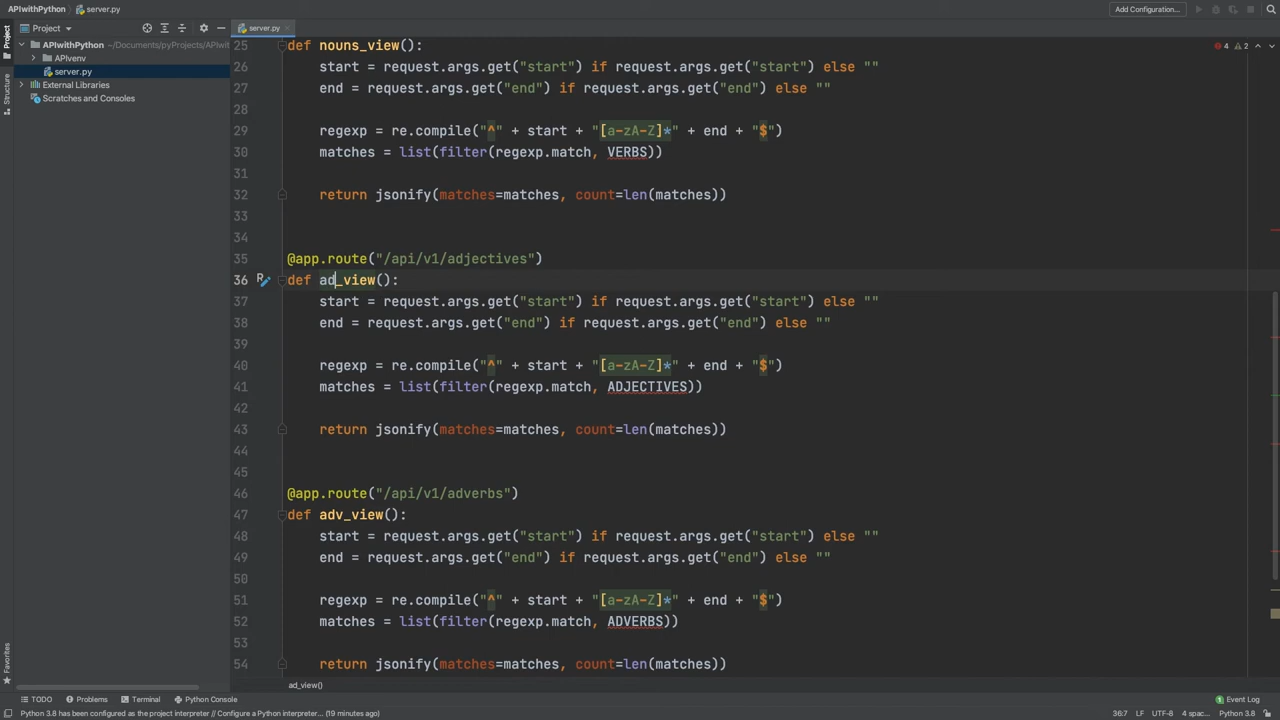 APIwithPython
server.py
Add Configuration...
Project
server.py
Project
APIwithPython ~/Documents/pyProjects/APIwit
APIvenv
server.py
External Libraries
Scratches and Consoles
Structure
Favorites
4 2
25 def nouns_view():
26 start = request.args.get("start") if request.args.get("start") else ""
27 end = request.args.get("end") if request.args.get("end") else ""
28
29 regexp = re.compile("^" + start + "[a-zA-Z]*" + end + "$")
30 matches = list(filter(regexp.match, VERBS))
31
32 return jsonify(matches=matches, count=len(matches))
33
34
35 @app.route("/api/v1/adjectives")
36 def ad_view():
37 start = request.args.get("start") if request.args.get("start") else ""
38 end = request.args.get("end") if request.args.get("end") else ""
39
40 regexp = re.compile("^" + start + "[a-zA-Z]*" + end + "$")
41 matches = list(filter(regexp.match, ADJECTIVES))
42
43 return jsonify(matches=matches, count=len(matches))
44
45
46 @app.route("/api/v1/adverbs")
47 def adv_view():
48 start = request.args.get("start") if request.args.get("start") else ""
49 end = request.args.get("end") if request.args.get("end") else ""
50
51 regexp = re.compile("^" + start + "[a-zA-Z]*" + end + "$")
52 matches = list(filter(regexp.match, ADVERBS))
53
54 return jsonify(matches=matches, count=len(matches))
ad_view()
TODO Problems Terminal Python Console Event Log
Python 3.8 has been configured as the project interpreter // Configure a Python interpreter... (19 minutes ago) 36:7 LF UTF-8 4 spac... Python 3.8